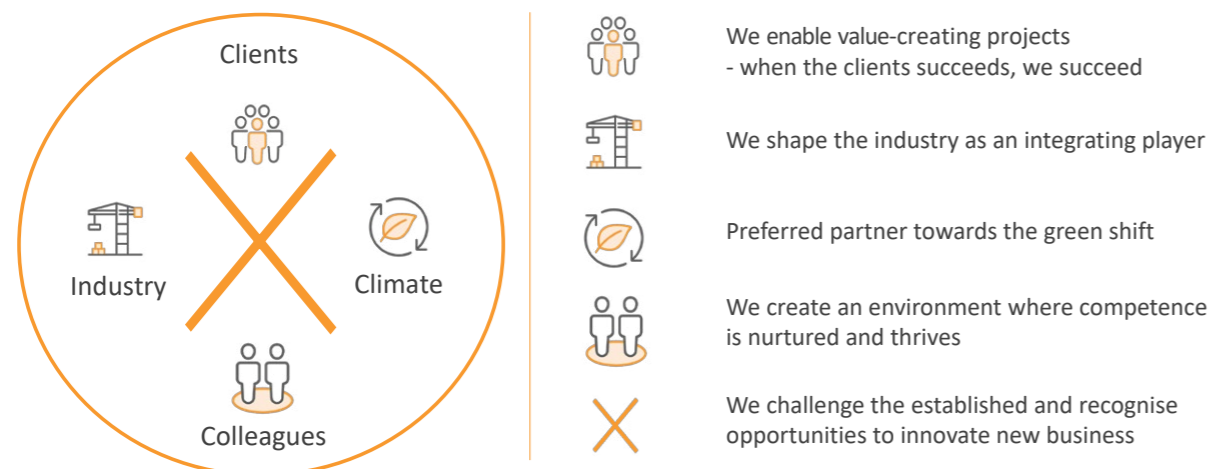 Clients
Industry
Climate
Colleagues
We enable value-creating projects
- when the clients succeeds, we succeed
We shape the industry as an integrating player
Preferred partner towards the green shift
We create an environment where competence
is nurtured and thrives
We challenge the established and recognise
opportunities to innovate new business